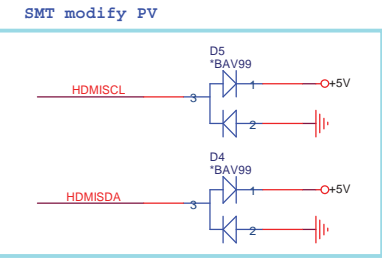 SMT modify PV
D5
*BAV99
HDMISCL
3
1
+5V
2
D4
*BAV99
HDMISDA
3
1
+5V
2